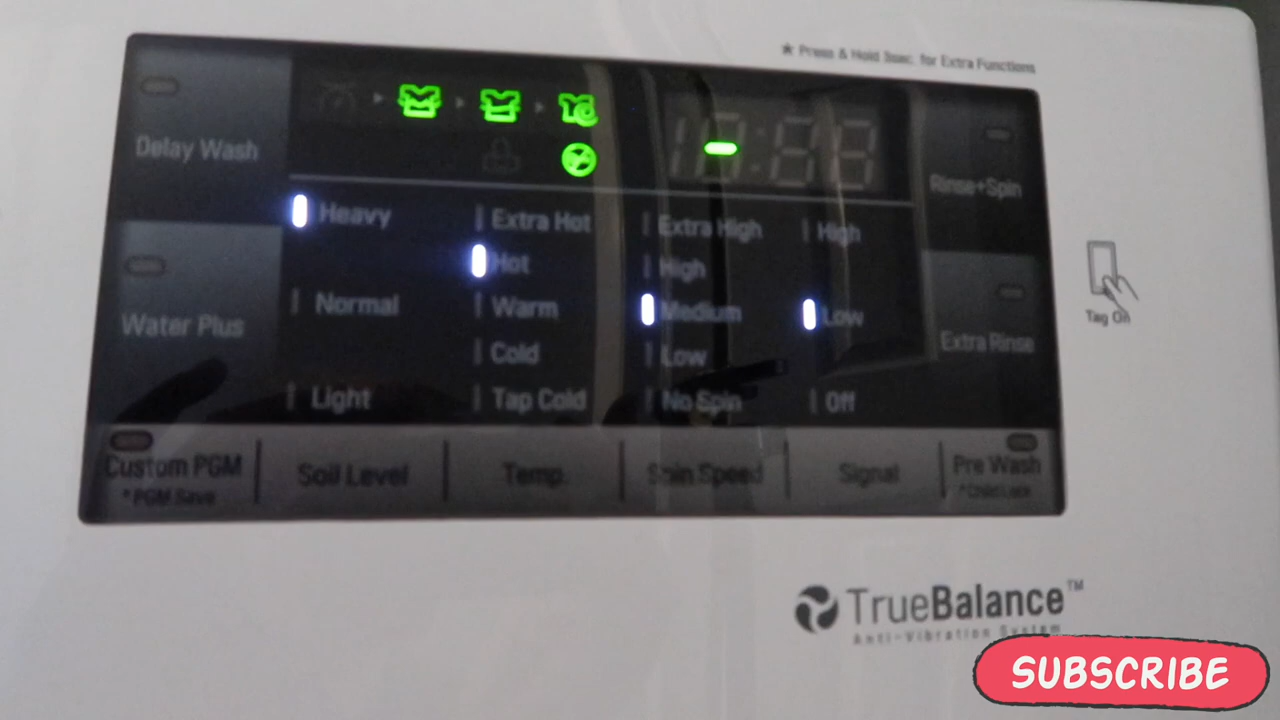 * Press & Hold 3sec. for Extra Functions
Delay Wash
Rinse+Spin
Heavy
Extra Hot
Extra High
High
Hot
High
Water Plus
Normal
Warm
Medium
Low
Extra Rinse
Tag On
Cold
Low
Light
Tap Cold
No Spin
Off
Custom PGM
* PGM Save
Soil Level
Temp.
Spin Speed
Signal
Pre Wash
* Child Lock
TrueBalance™
Anti-Vibration System
SUBSCRIBE